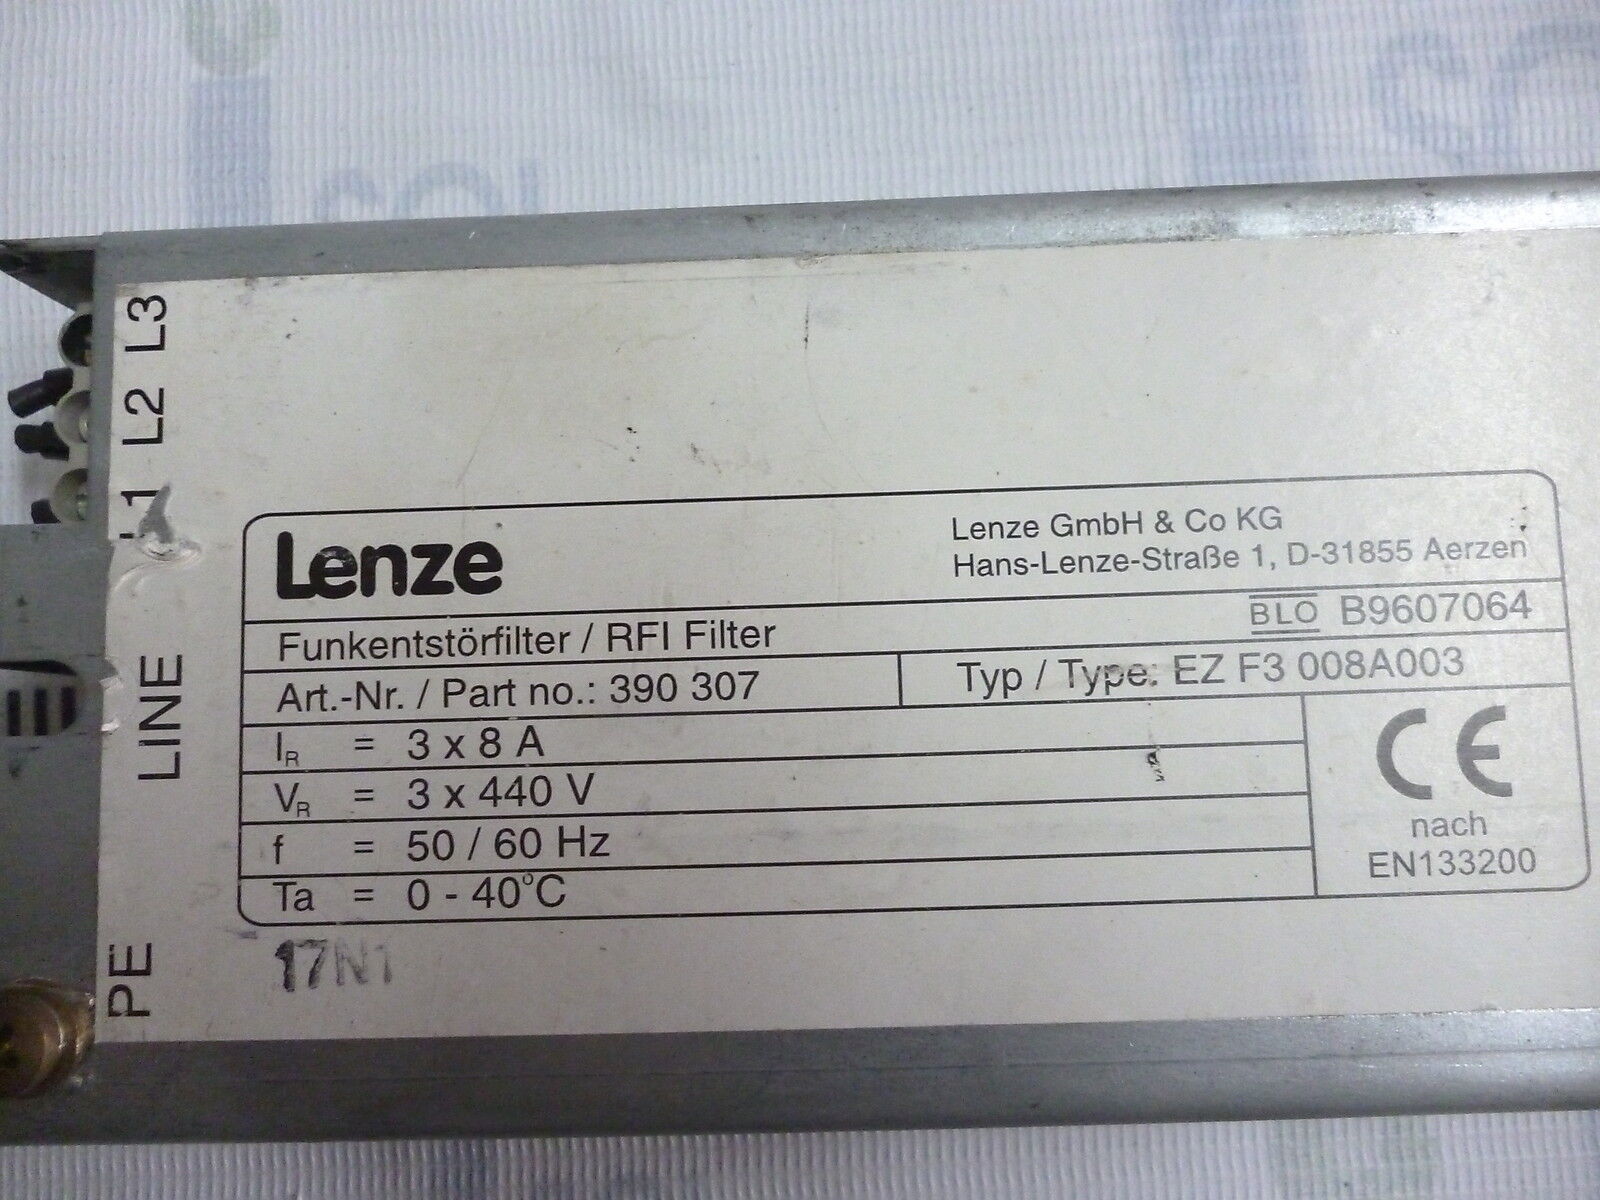 L3
L2
L1
LINE
PE
Lenze
Lenze GmbH & Co KG
Hans-Lenze-Straße 1, D-31855 Aerzen
Funkentstörfilter / RFI Filter
BLO B9607064
Art.-Nr. / Part no.: 390 307
Typ / Type: EZ F3 008A003
IR = 3 x 8 A
VR = 3 x 440 V
f = 50 / 60 Hz
Ta = 0 - 40°C
CE
nach
EN133200
17N1